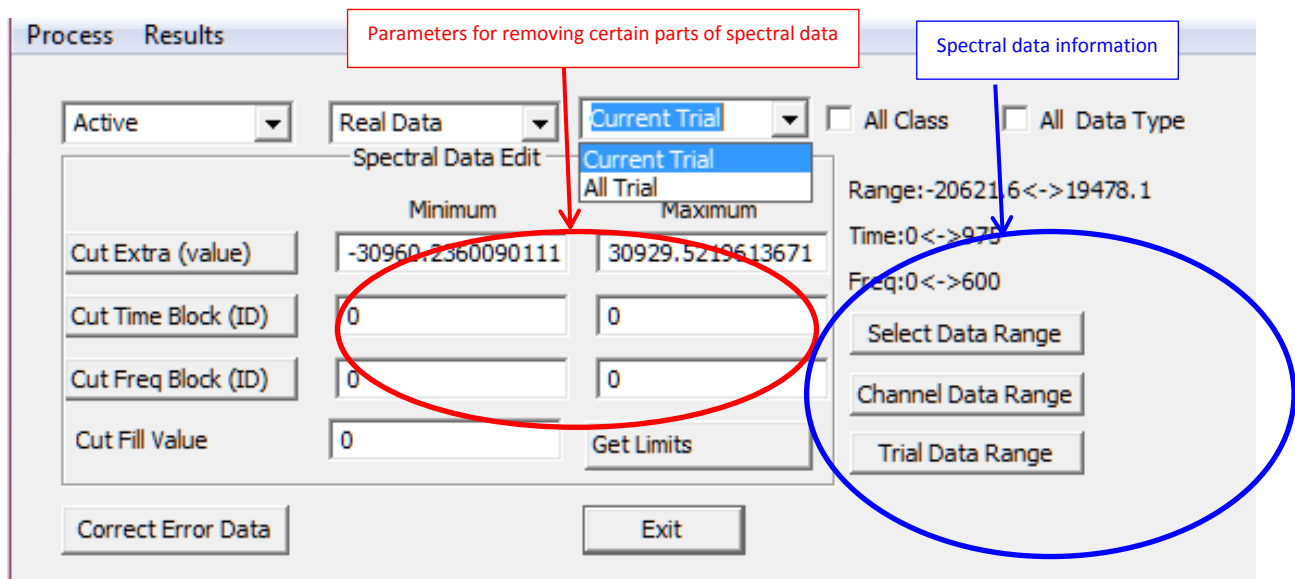 Process Results
Parameters for removing certain parts of spectral data
Spectral data information
Active
Real Data
Current Trial
All Class
All Data Type
Spectral Data Edit
Current Trial
All Trial
Minimum
Maximum
Range:-20621.6<->19478.1
Time:0<->975
Freq:0<->600
Cut Extra (value)
-30960.2360090111
30929.5219613671
Cut Time Block (ID)
0
0
Select Data Range
Cut Freq Block (ID)
0
0
Channel Data Range
Cut Fill Value
0
Get Limits
Trial Data Range
Correct Error Data
Exit